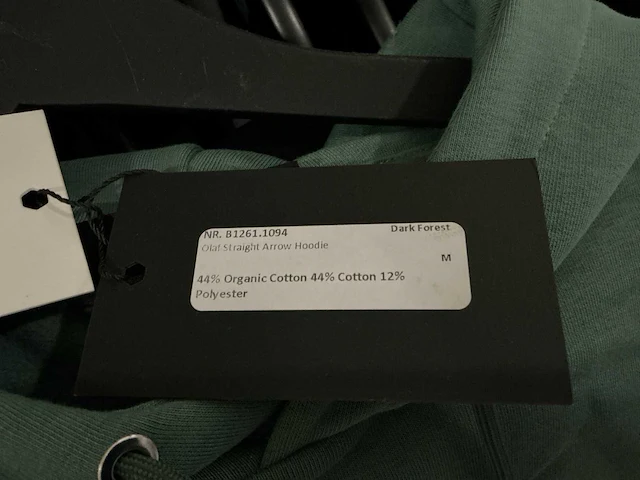 NR. B1261.1094 Dark Forest
Olaf Straight Arrow Hoodie
M
44% Organic Cotton 44% Cotton 12%
Polyester